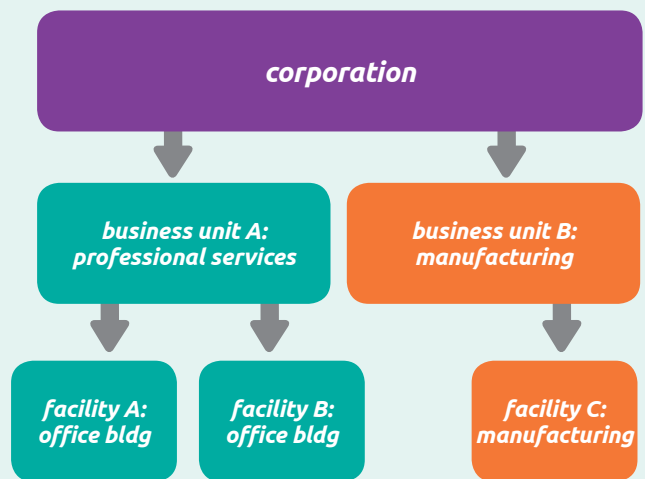 corporation
business unit A:
professional services
business unit B:
manufacturing
facility A:
office bldg
facility B:
office bldg
facility C:
manufacturing